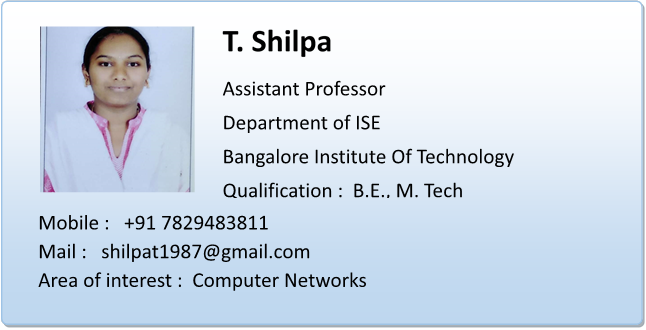 T. Shilpa
Assistant Professor
Department of ISE
Bangalore Institute Of Technology
Qualification :  B.E., M. Tech
Mobile :   +91 7829483811
Mail :   shilpat1987@gmail.com
Area of interest :  Computer Networks